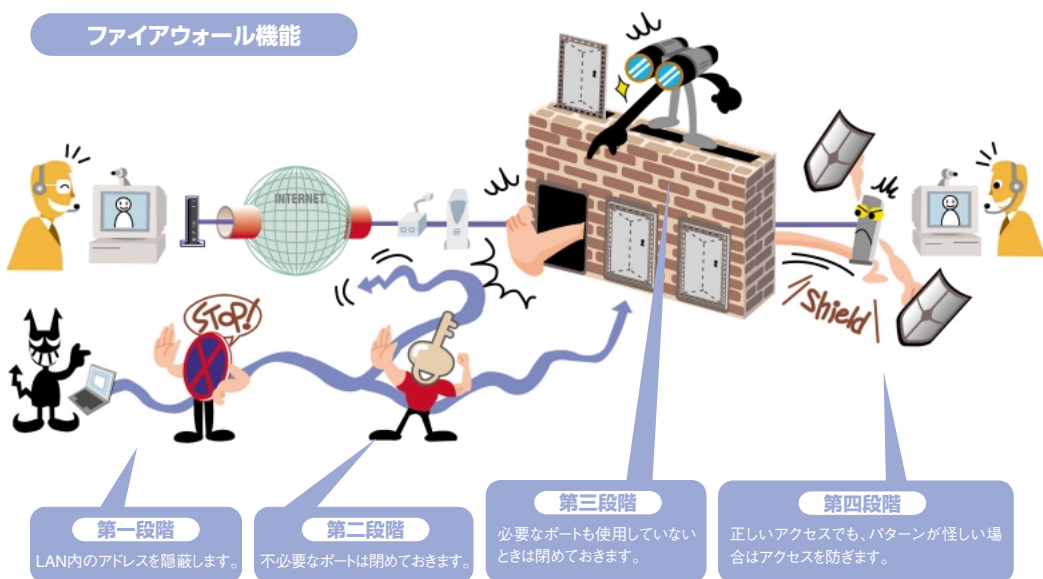 ファイアウォール機能
INTERNET
STOP!
Shield
第一段階
LAN内のアドレスを隠蔽します。
第二段階
不必要なポートは閉めておきます。
第三段階
必要なポートも使用していない
ときは閉めておきます。
第四段階
正しいアクセスでも、パターンが怪しい場
合はアクセスを防ぎます。